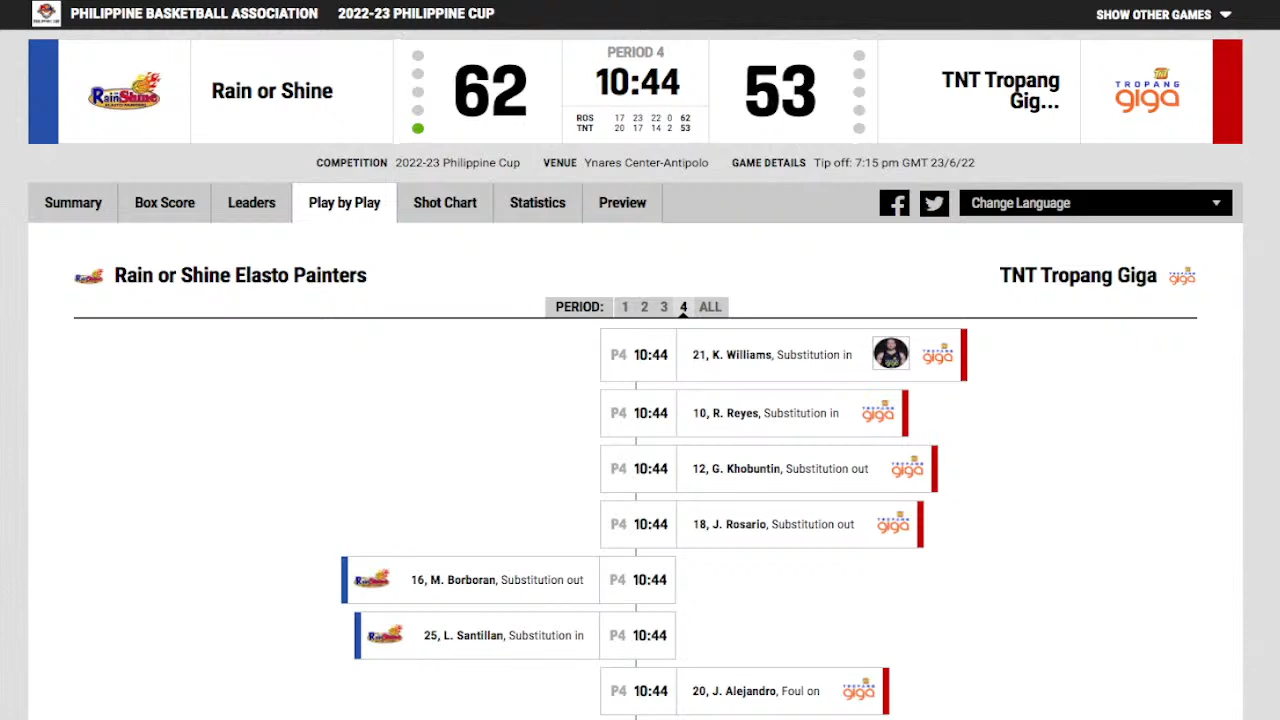 PHILIPPINE BASKETBALL ASSOCIATION 2022-23 PHILIPPINE CUP SHOW OTHER GAMES
Rain or Shine 62 PERIOD 4 53 TNT Tropang Gig...
10:44
ROS 17 23 22 0 62
TNT 20 17 14 2 53
RainShine
ELASTO PAINTERS
TROPANG
giga
COMPETITION 2022-23 Philippine Cup VENUE Ynares Center-Antipolo GAME DETAILS Tip off: 7:15 pm GMT 23/6/22
Summary Box Score Leaders Play by Play Shot Chart Statistics Preview Change Language
Rain or Shine Elasto Painters TNT Tropang Giga
PERIOD: 1 2 3 4 ALL
P4 10:44 21, K. Williams, Substitution in
P4 10:44 10, R. Reyes, Substitution in
P4 10:44 12, G. Khobuntin, Substitution out
P4 10:44 18, J. Rosario, Substitution out
16, M. Borboran, Substitution out P4 10:44
25, L. Santillan, Substitution in P4 10:44
P4 10:44 20, J. Alejandro, Foul on